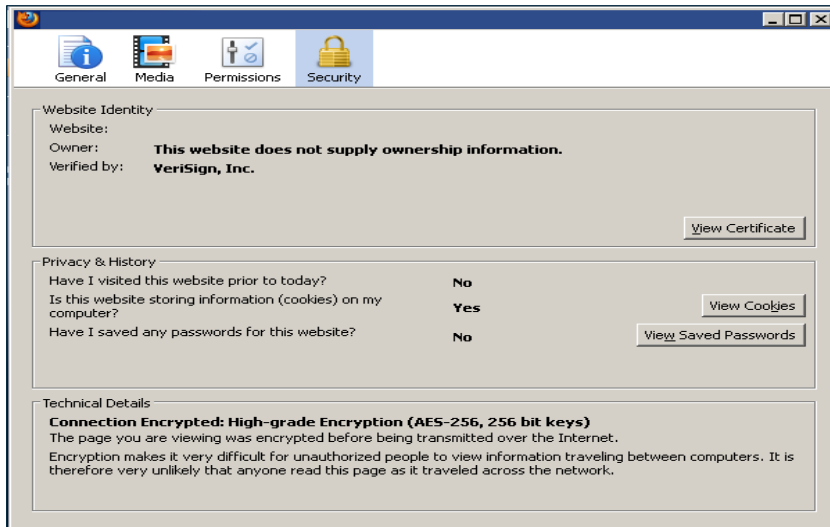 General Media Permissions Security
Website Identity
Website:
Owner: This website does not supply ownership information.
Verified by: VeriSign, Inc.
View Certificate
Privacy & History
Have I visited this website prior to today? No
Is this website storing information (cookies) on my
computer? Yes View Cookies
Have I saved any passwords for this website? No View Saved Passwords
Technical Details
Connection Encrypted: High-grade Encryption (AES-256, 256 bit keys)
The page you are viewing was encrypted before being transmitted over the Internet.
Encryption makes it very difficult for unauthorized people to view information traveling between computers. It is
therefore very unlikely that anyone read this page as it traveled across the network.